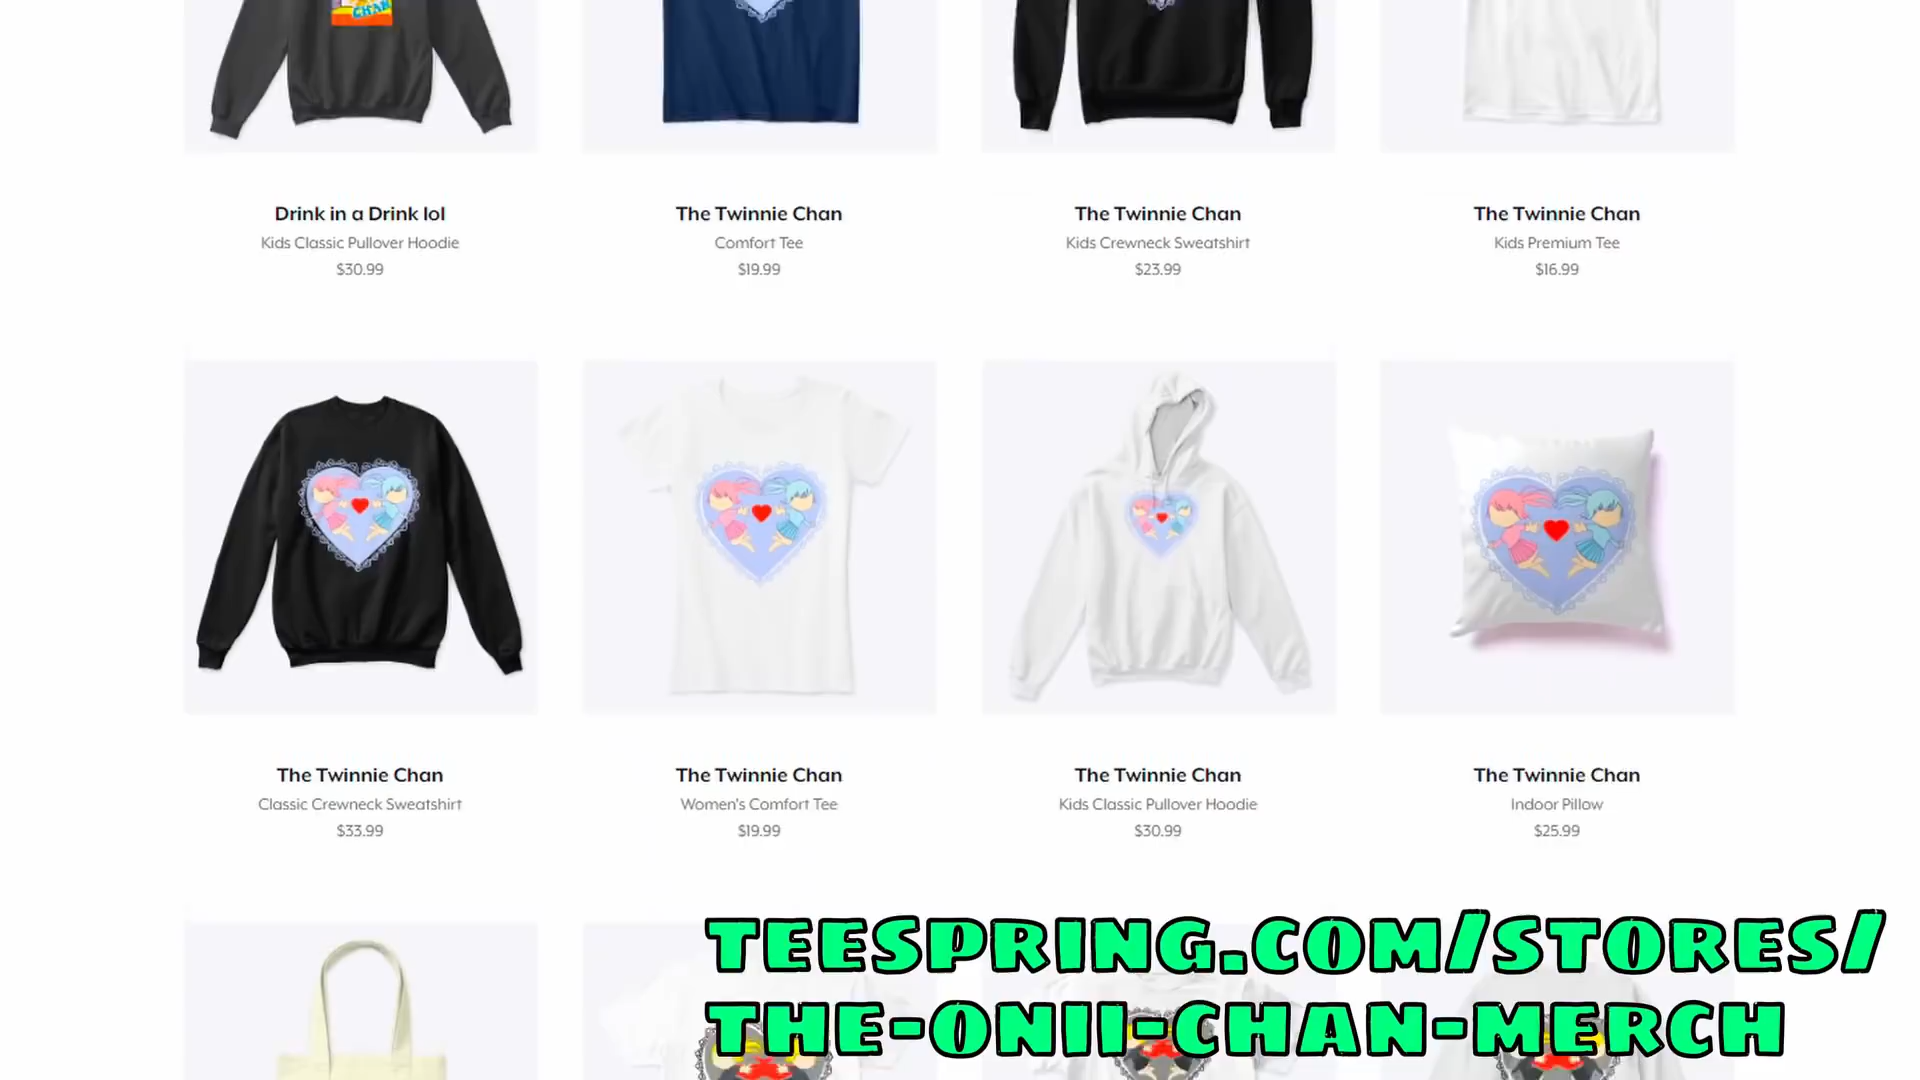 CHAN
Drink in a Drink lol
Kids Classic Pullover Hoodie
$30.99
The Twinnie Chan
Comfort Tee
$19.99
The Twinnie Chan
Kids Crewneck Sweatshirt
$23.99
The Twinnie Chan
Kids Premium Tee
$16.99
The Twinnie Chan
Classic Crewneck Sweatshirt
$33.99
The Twinnie Chan
Women's Comfort Tee
$19.99
The Twinnie Chan
Kids Classic Pullover Hoodie
$30.99
The Twinnie Chan
Indoor Pillow
$25.99
TEESPRING.COM/STORES/
THE-ONII-CHAN-MERCH